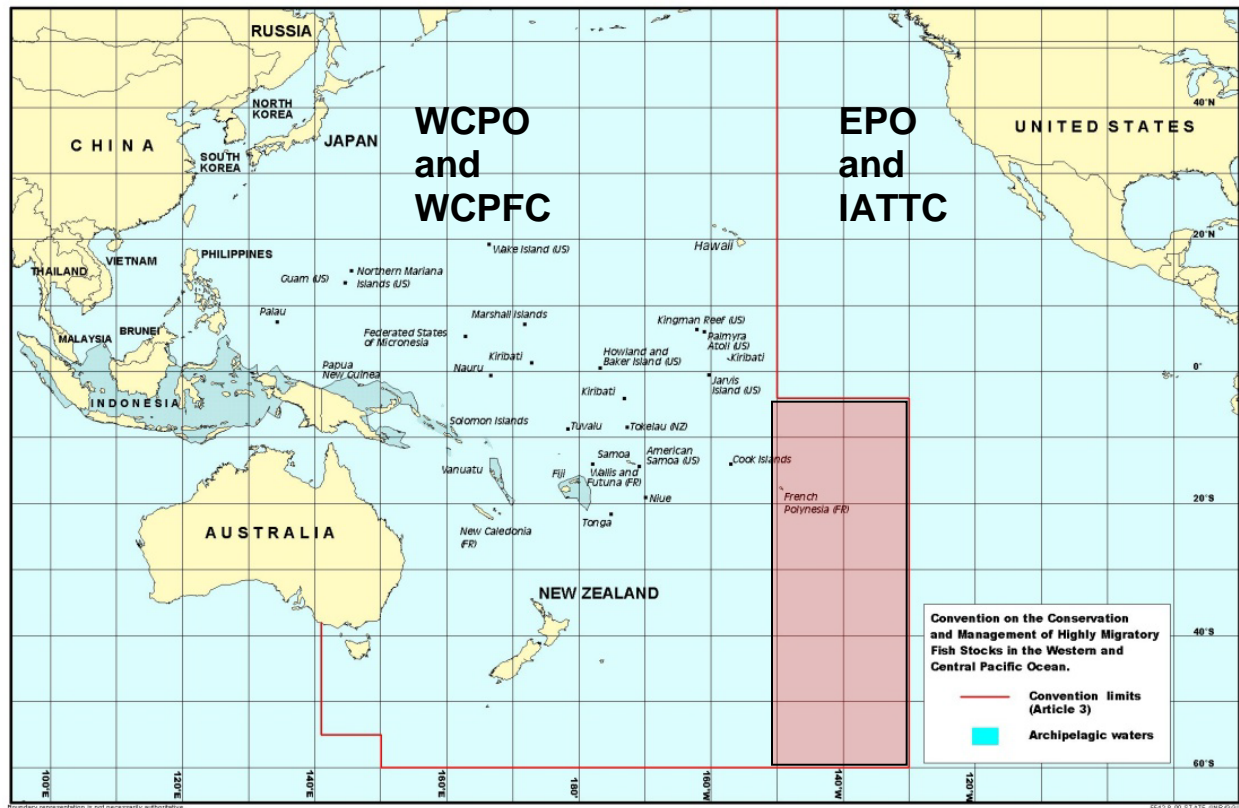 RUSSIA
NORTH
KOREA
CHINA
JAPAN
SOUTH
KOREA
WCPO
and
WCPFC
EPO
and
IATTC
UNITED STATES
40°N
20°N
0°
20°S
40°S
60°S
Wake Island (US)
Hawaii
PHILIPPINES
VIETNAM
THAILAND
Guam (US)
Northern Mariana
Islands (US)
Palau
Marshall Islands
Kingman Reef (US)
Palmyra
Atoll (US)
Kiribati
BRUNEI
MALAYSIA
Federated States
of Micronesia
Kiribati
Howland and
Baker Island (US)
Papua
New Guinea
Nauru
Jarvis
Island (US)
INDONESIA
Kiribati
Solomon Islands
Tuvalu
Tokelau (NZ)
Samoa
American
Samoa (US)
Cook Islands
Vanuatu
Fiji
Wallis and
Futuna (FR)
Niue
French
Polynesia (FR)
Tonga
New Caledonia
(FR)
AUSTRALIA
NEW ZEALAND
Convention on the Conservation
and Management of Highly Migratory
Fish Stocks in the Western and
Central Pacific Ocean.
Convention limits
(Article 3)
Archipelagic waters
100°E
120°E
140°E
160°E
180°
160°W
140°W
120°W
Boundary representation is not necessarily authoritative